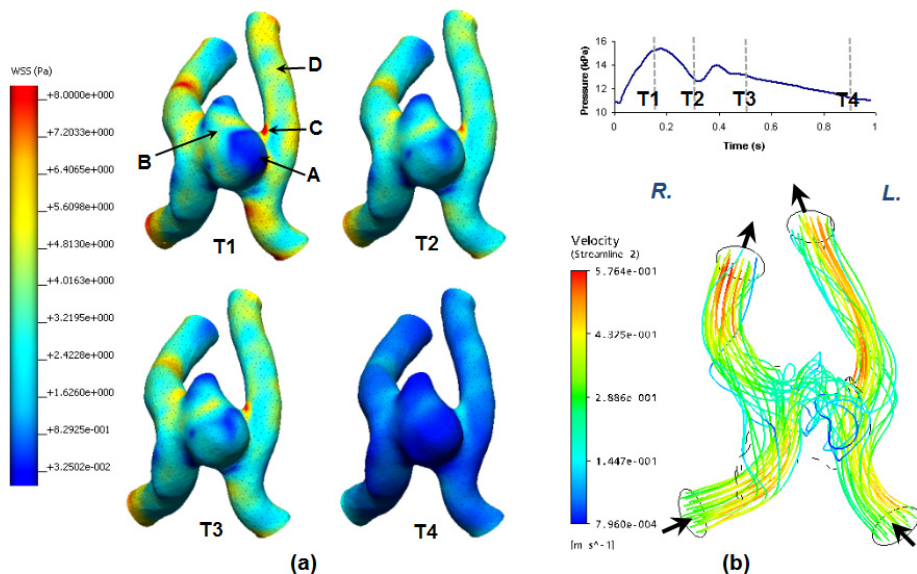 WSS (Pa)
+8.0000e+000
+7.2033e+000
+6.4065e+000
+5.6098e+000
+4.8130e+000
+4.0163e+000
+3.2195e+000
+2.4228e+000
+1.6260e+000
+8.2925e-001
+3.2502e-002
D
C
B
A
T1
T2
T3
T4
(a)
Pressure (kPa)
16
14
12
10
T1
T2
T3
T4
0
0.2
0.4
0.6
0.8
1
Time (s)
R.
L.
Velocity
(Streamline 2)
5.764e-001
4.325e-001
2.886e-001
1.447e-001
7.960e-004
[m s^-1]
(b)